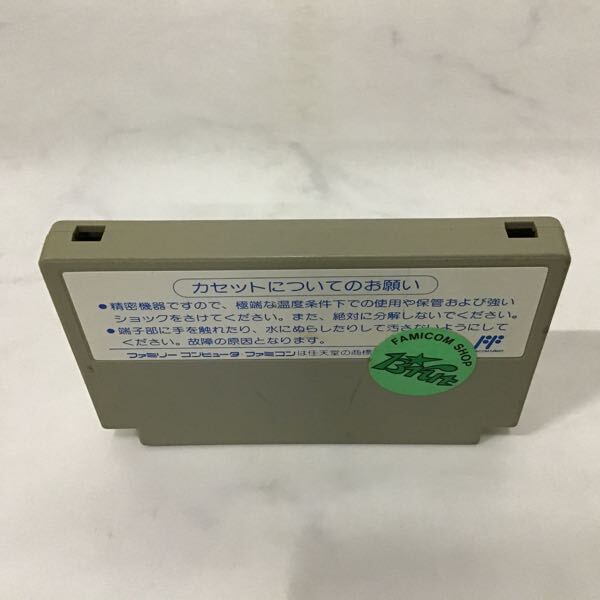 カセットについてのお願い
●精密機器ですので、極端な温度条件下での使用や保管および強い
ショックをさけてください。また、絶対に分解しないでください。
●端子部に手を触れたり、水にぬらしたりして汚さないようにして
ください。故障の原因となります。
ファミリーコンピュータ ファミコンは任天堂の商標
FAMICOM SHOP